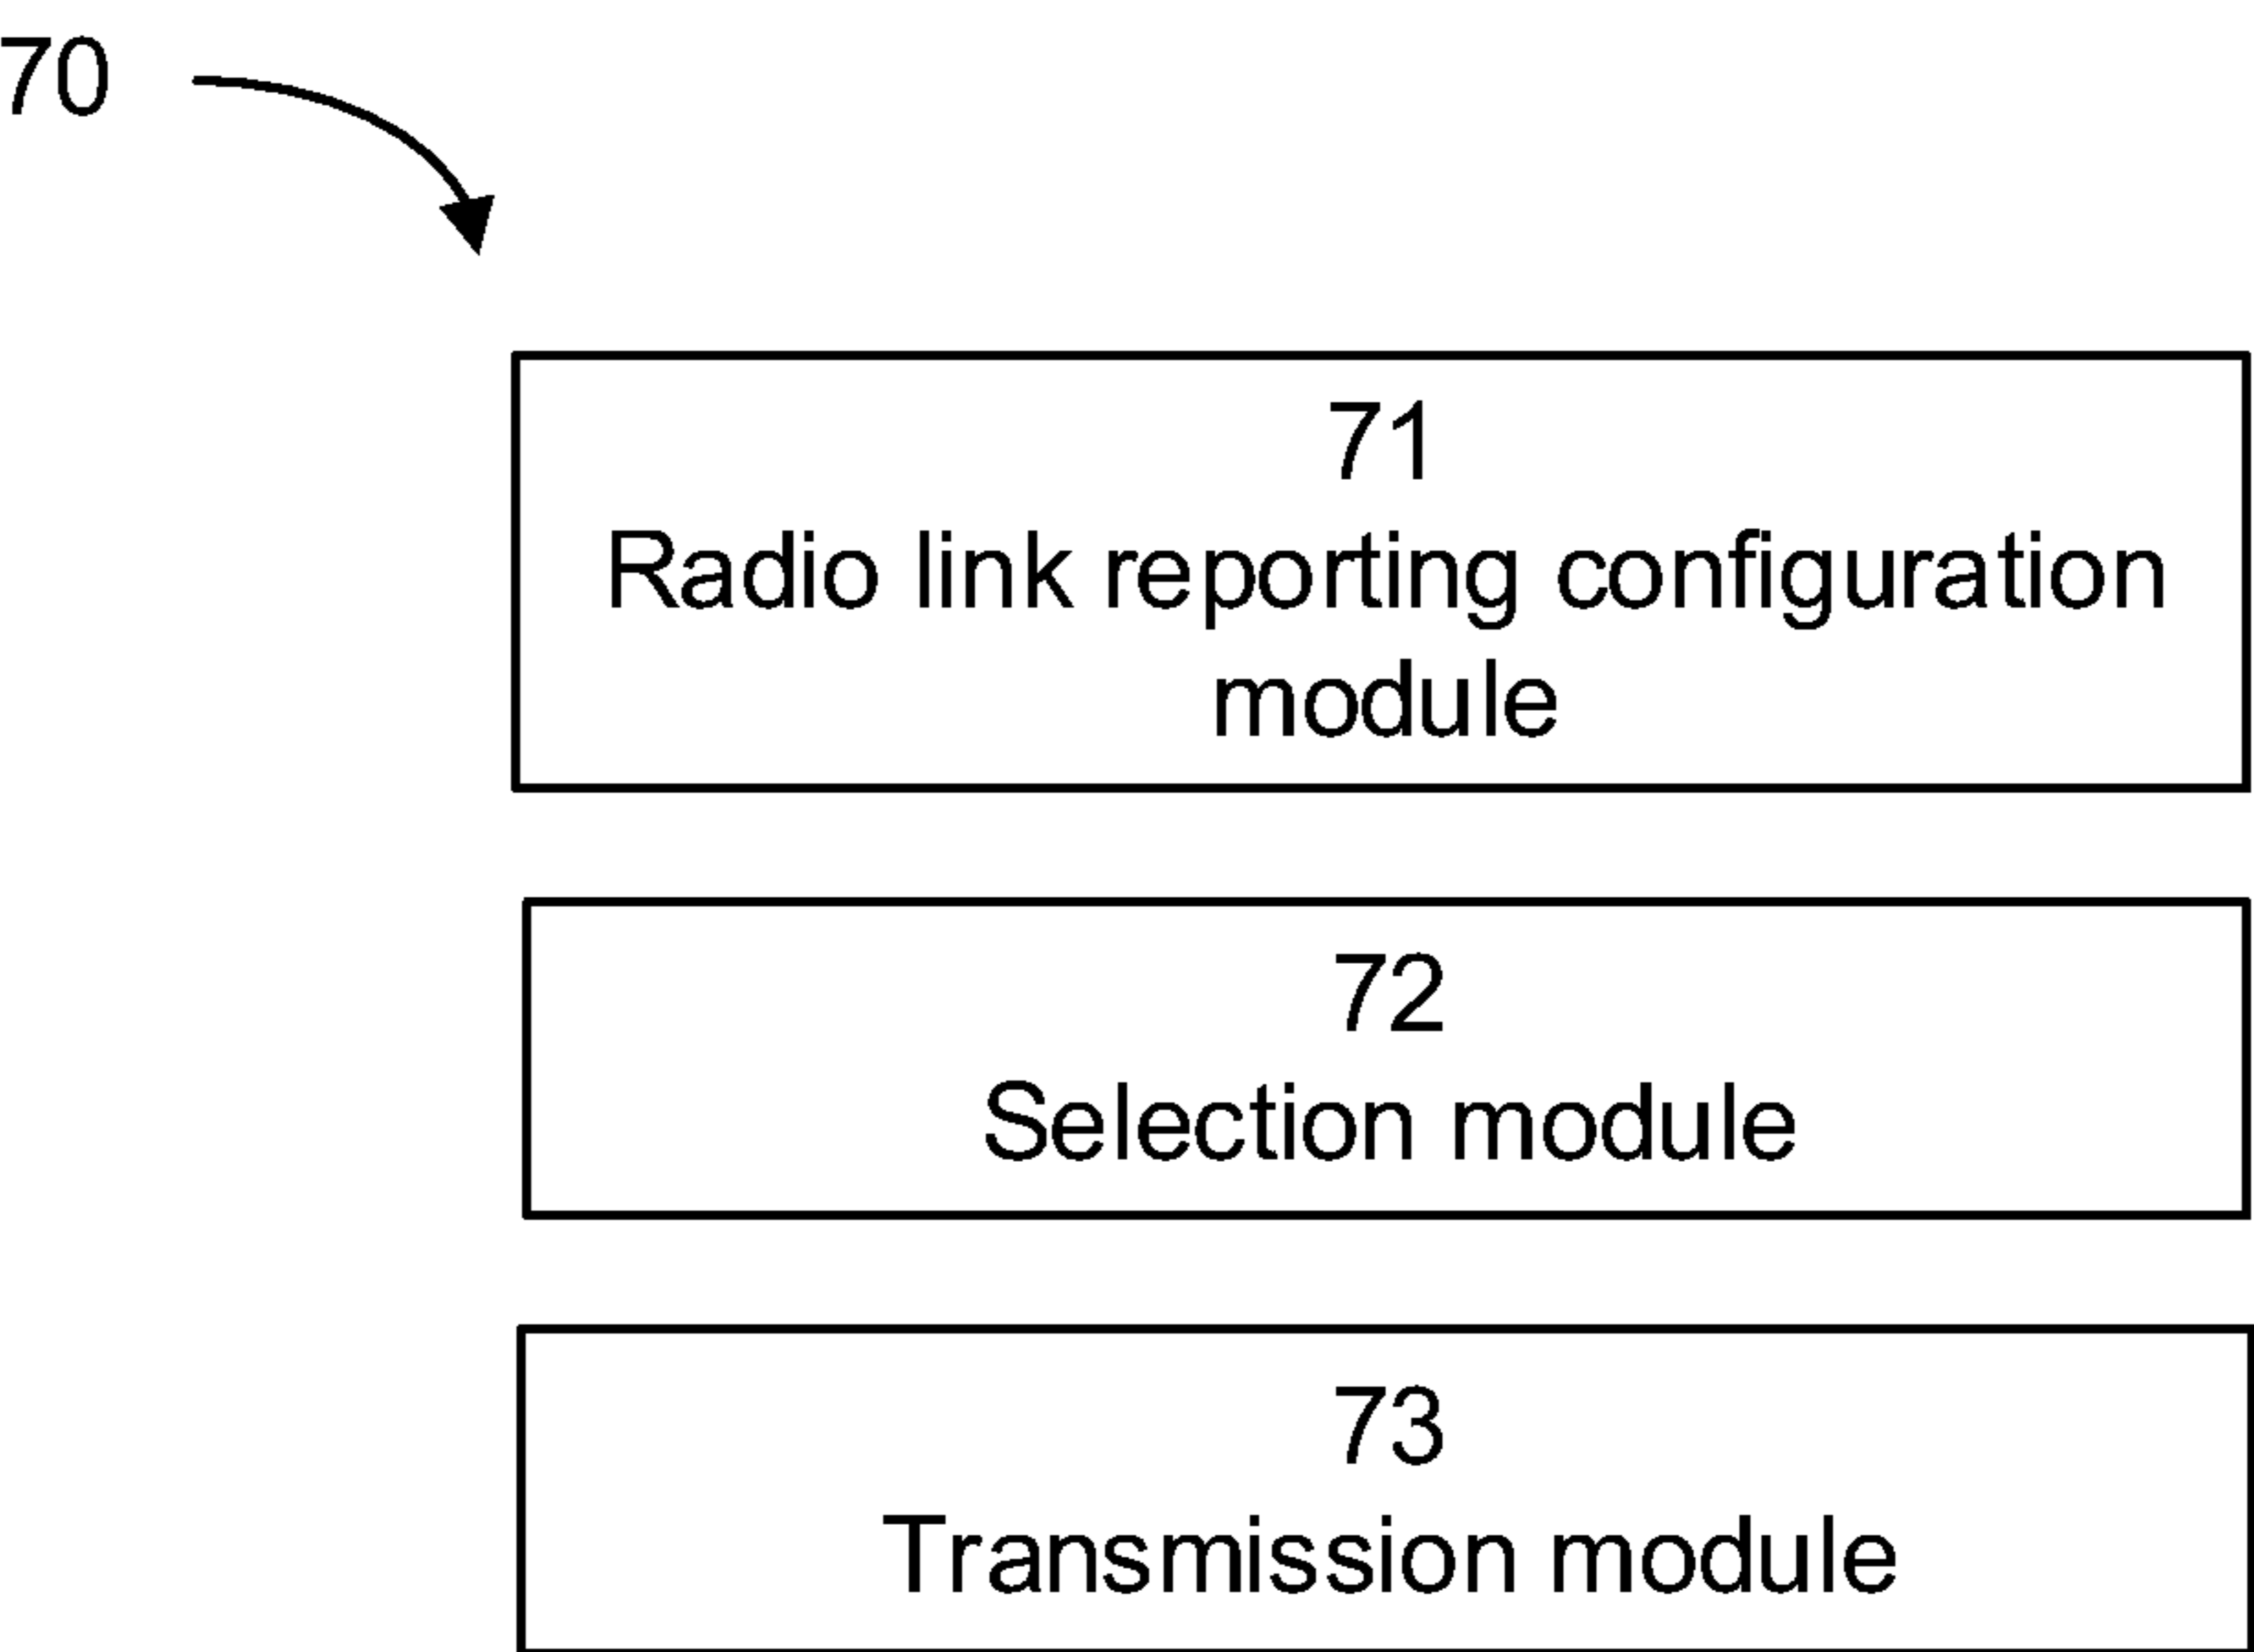 70
71
Radio link reporting configuration
module
72
Selection module
73
Transmission module